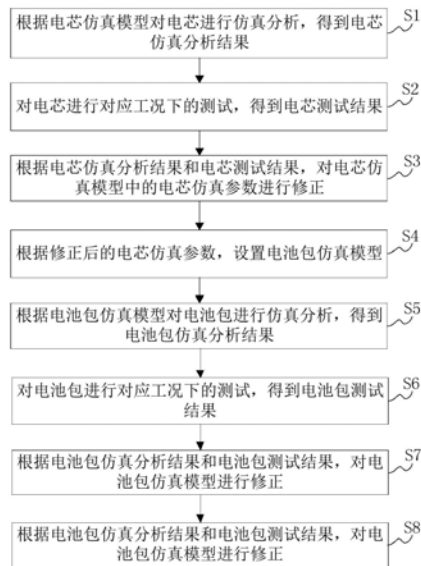 根据电芯仿真模型对电芯进行仿真分析，得到电芯
仿真分析结果
S1
对电芯进行对应工况下的测试，得到电芯测试结果
S2
根据电芯仿真分析结果和电芯测试结果，对电芯仿
真模型中的电芯仿真参数进行修正
S3
根据修正后的电芯仿真参数，设置电池包仿真模型
S4
根据电池包仿真模型对电池包进行仿真分析，得到
电池包仿真分析结果
S5
对电池包进行对应工况下的测试，得到电池包测试
结果
S6
根据电池包仿真分析结果和电池包测试结果，对电
池包仿真模型进行修正
S7
根据电池包仿真分析结果和电池包测试结果，对电
池包仿真模型进行修正
S8